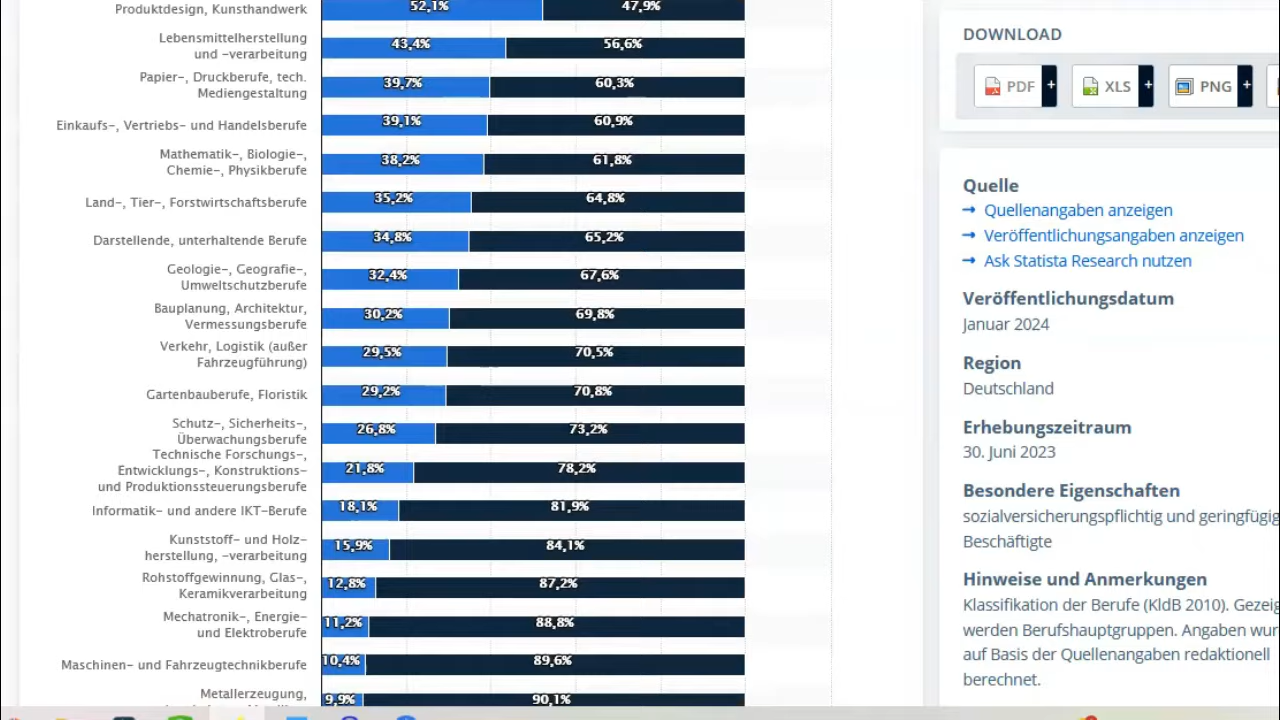 Produktdesign, Kunsthandwerk
52,1%
47,9%
Lebensmittelherstellung
und -verarbeitung
43,4%
56,6%
Papier-, Druckberufe, tech.
Mediengestaltung
39,7%
60,3%
Einkaufs-, Vertriebs- und Handelsberufe
39,1%
60,9%
Mathematik-, Biologie-,
Chemie-, Physikberufe
38,2%
61,8%
Land-, Tier-, Forstwirtschaftsberufe
35,2%
64,8%
Darstellende, unterhaltende Berufe
34,8%
65,2%
Geologie-, Geografie-,
Umweltschutzberufe
32,4%
67,6%
Bauplanung, Architektur,
Vermessungsberufe
30,2%
69,8%
Verkehr, Logistik (außer
Fahrzeugführung)
29,5%
70,5%
Gartenbauberufe, Floristik
29,2%
70,8%
Schutz-, Sicherheits-,
Überwachungsberufe
26,8%
73,2%
Technische Forschungs-,
Entwicklungs-, Konstruktions-
und Produktionssteuerungsberufe
21,8%
78,2%
Informatik- und andere IKT-Berufe
18,1%
81,9%
Kunststoff- und Holz-
herstellung, -verarbeitung
15,9%
84,1%
Rohstoffgewinnung, Glas-,
Keramikverarbeitung
12,8%
87,2%
Mechatronik-, Energie-
und Elektroberufe
11,2%
88,8%
Maschinen- und Fahrzeugtechnikberufe
10,4%
89,6%
Metallerzeugung,
9,9%
90,1%
DOWNLOAD
PDF +
XLS +
PNG +
Quelle
→ Quellenangaben anzeigen
→ Veröffentlichungsangaben anzeigen
→ Ask Statista Research nutzen
Veröffentlichungsdatum
Januar 2024
Region
Deutschland
Erhebungszeitraum
30. Juni 2023
Besondere Eigenschaften
sozialversicherungspflichtig und geringfügig
Beschäftigte
Hinweise und Anmerkungen
Klassifikation der Berufe (KldB 2010). Gezeig
werden Berufshauptgruppen. Angaben wur
auf Basis der Quellenangaben redaktionell
berechnet.